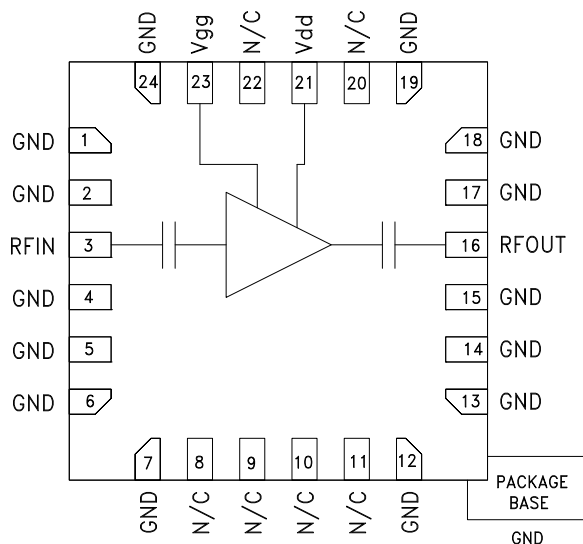 GND Vgg N/C Vdd N/C GND
24 23 22 21 20 19
GND 1 18 GND
GND 2 17 GND
RFIN 3 16 RFOUT
GND 4 15 GND
GND 5 14 GND
GND 6 13 GND
7 8 9 10 11 12
GND N/C N/C N/C N/C GND
PACKAGE
BASE
GND